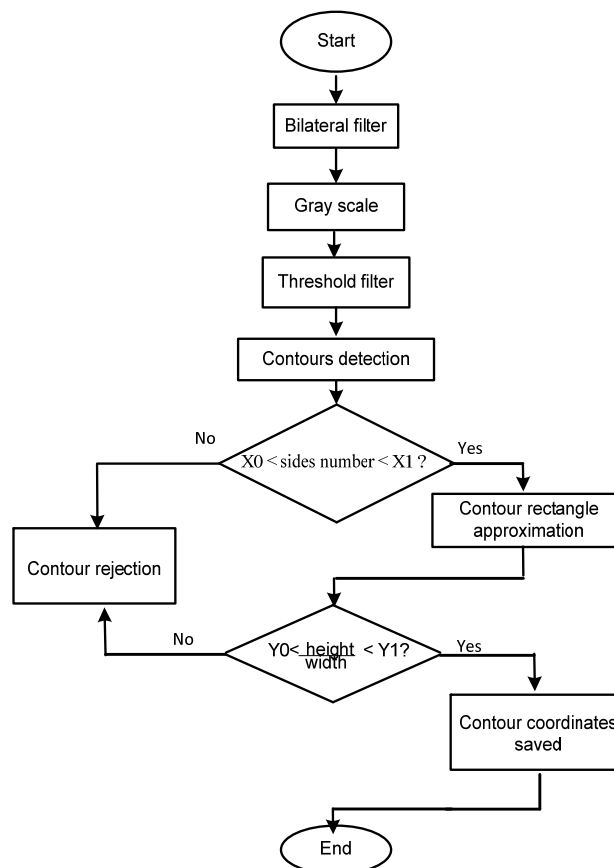 Start
Bilateral filter
Gray scale
Threshold filter
Contours detection
No
X0 < sides number < X1 ?
Yes
Contour rectangle
approximation
Contour rejection
No
Y0< height < Y1?
width
Yes
Contour coordinates
saved
End